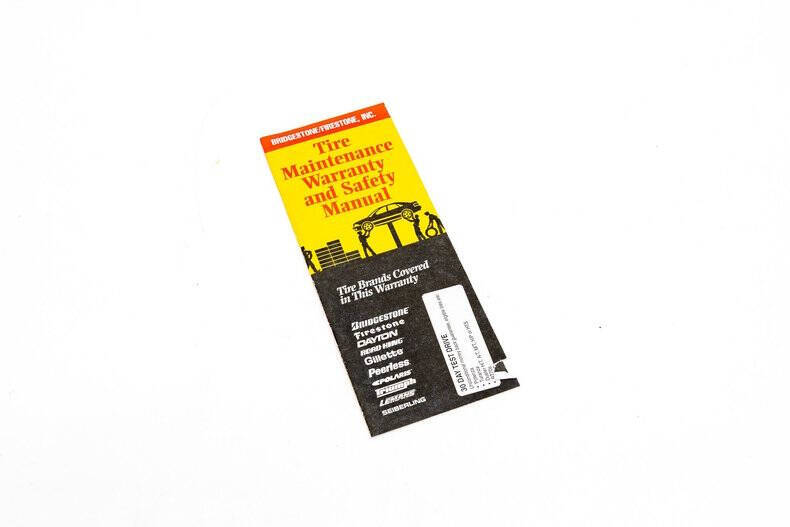 BRIDGESTONE/FIRESTONE, INC.
Tire
Maintenance
Warranty
and Safety
Manual
Tire Brands Covered
in This Warranty
BRIDGESTONE
Firestone
DAYTON
ROAD KING
Gillette
Peerless
POLARIS
Triumph
LEMANS
SEIBERLING
30 DAY TEST DRIVE